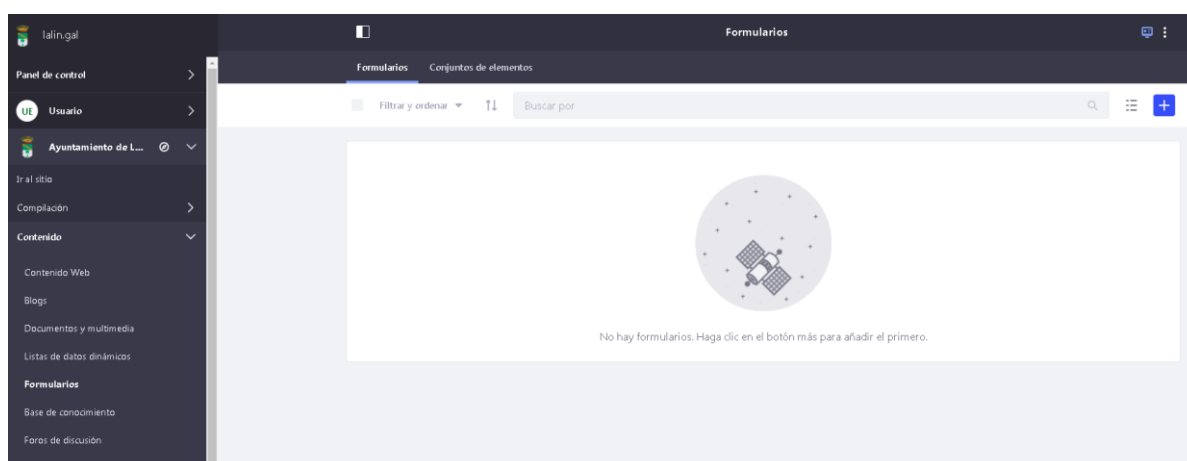 lalin.gal
Formularios
Panel de control
Formularios
Conjuntos de elementos
UE
Usuario
Filtrar y ordenar
Buscar por
Ayuntamiento de L...
Ir al sitio
Compilación
Contenido
Contenido Web
Blogs
Documentos y multimedia
No hay formularios. Haga clic en el botón más para añadir el primero.
Listas de datos dinámicos
Formularios
Base de conocimiento
Foros de discusión